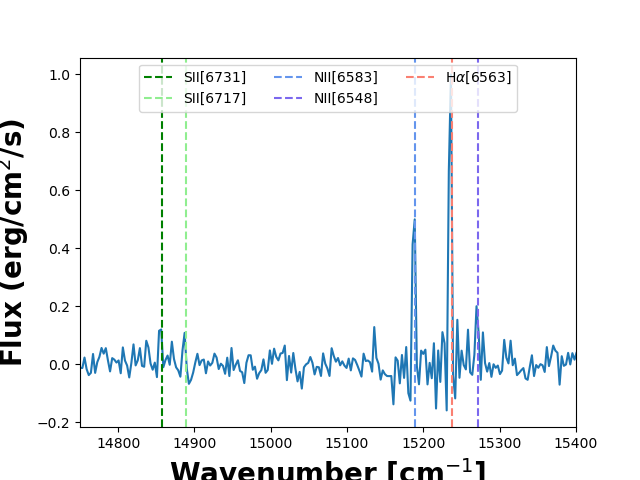 SII[6731] NII[6583] Hα[6563]
SII[6717] NII[6548]
1.0
0.8
0.6
0.4
0.2
0.0
−0.2
Flux (erg/cm²/s)
14800 14900 15000 15100 15200 15300 15400
Wavenumber [cm⁻¹]